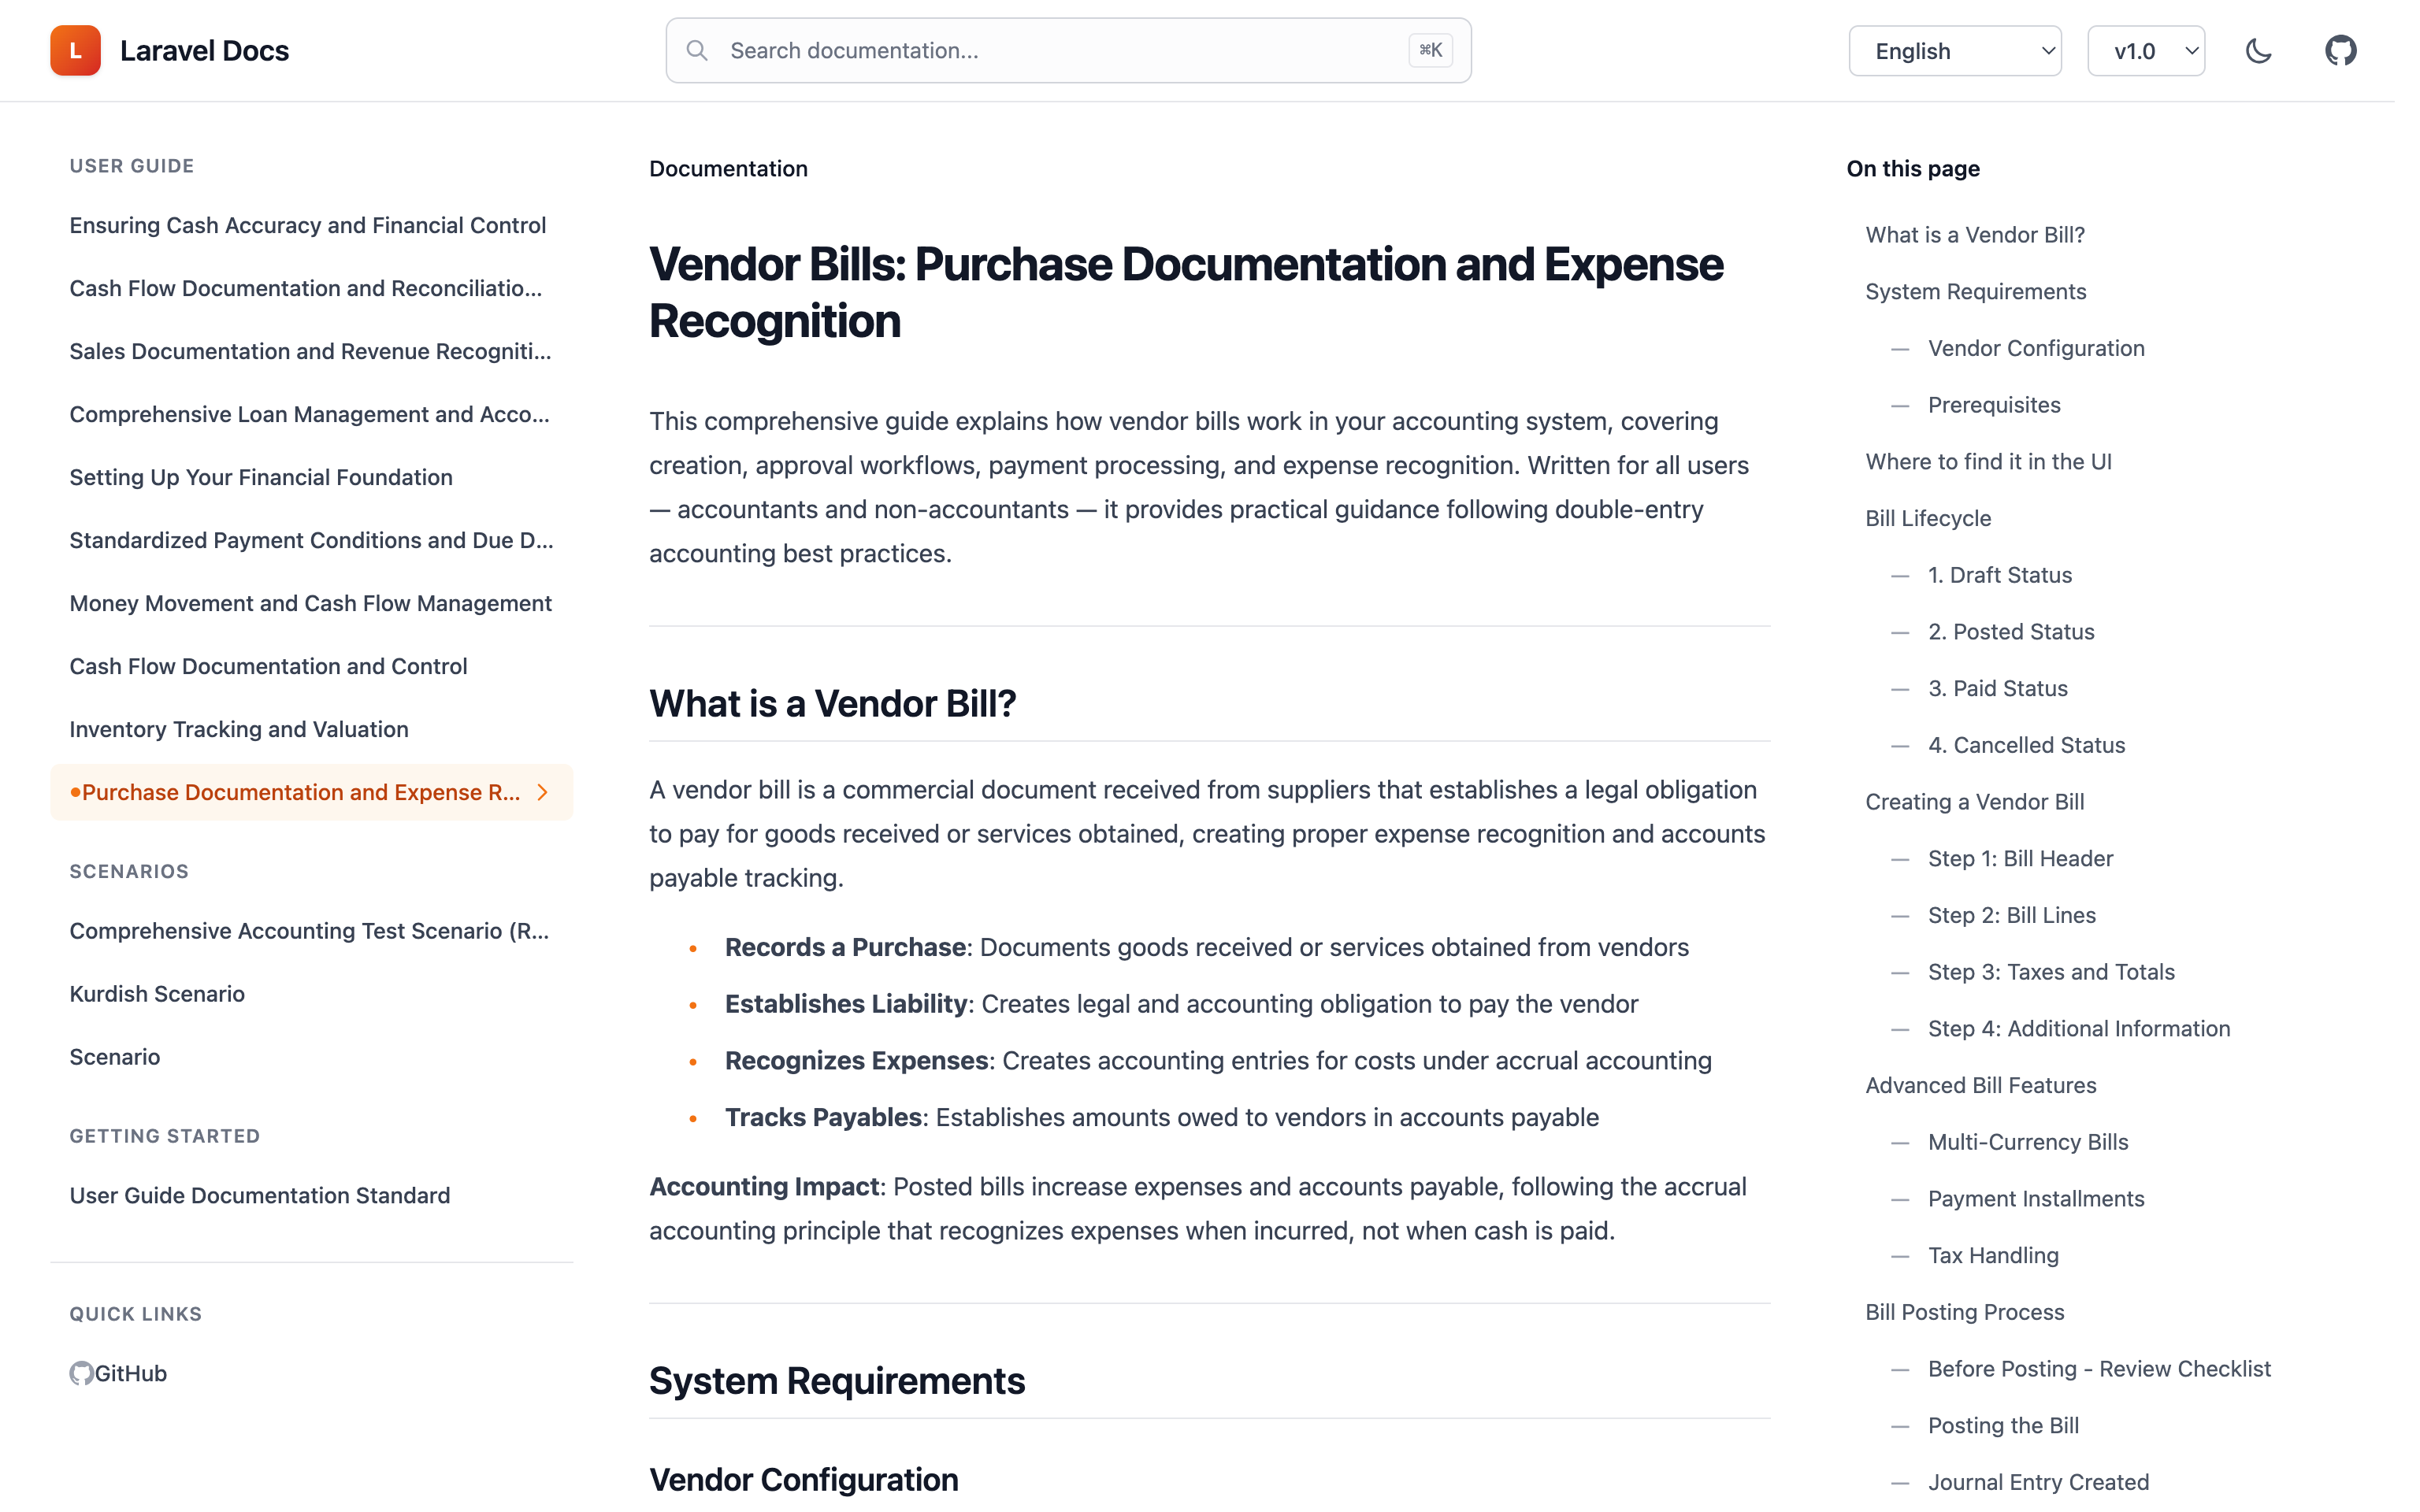 L
Laravel Docs
Search documentation...
⌘K
English
v1.0
USER GUIDE
Ensuring Cash Accuracy and Financial Control
Cash Flow Documentation and Reconciliatio...
Sales Documentation and Revenue Recogniti...
Comprehensive Loan Management and Acco...
Setting Up Your Financial Foundation
Standardized Payment Conditions and Due D...
Money Movement and Cash Flow Management
Cash Flow Documentation and Control
Inventory Tracking and Valuation
Purchase Documentation and Expense R...
SCENARIOS
Comprehensive Accounting Test Scenario (R...
Kurdish Scenario
Scenario
GETTING STARTED
User Guide Documentation Standard
QUICK LINKS
GitHub
Documentation
Vendor Bills: Purchase Documentation and Expense
Recognition
This comprehensive guide explains how vendor bills work in your accounting system, covering
creation, approval workflows, payment processing, and expense recognition. Written for all users
— accountants and non-accountants — it provides practical guidance following double-entry
accounting best practices.
What is a Vendor Bill?
A vendor bill is a commercial document received from suppliers that establishes a legal obligation
to pay for goods received or services obtained, creating proper expense recognition and accounts
payable tracking.
• Records a Purchase: Documents goods received or services obtained from vendors
• Establishes Liability: Creates legal and accounting obligation to pay the vendor
• Recognizes Expenses: Creates accounting entries for costs under accrual accounting
• Tracks Payables: Establishes amounts owed to vendors in accounts payable
Accounting Impact: Posted bills increase expenses and accounts payable, following the accrual
accounting principle that recognizes expenses when incurred, not when cash is paid.
System Requirements
Vendor Configuration
On this page
What is a Vendor Bill?
System Requirements
— Vendor Configuration
— Prerequisites
Where to find it in the UI
Bill Lifecycle
— 1. Draft Status
— 2. Posted Status
— 3. Paid Status
— 4. Cancelled Status
Creating a Vendor Bill
— Step 1: Bill Header
— Step 2: Bill Lines
— Step 3: Taxes and Totals
— Step 4: Additional Information
Advanced Bill Features
— Multi-Currency Bills
— Payment Installments
— Tax Handling
Bill Posting Process
— Before Posting - Review Checklist
— Posting the Bill
— Journal Entry Created